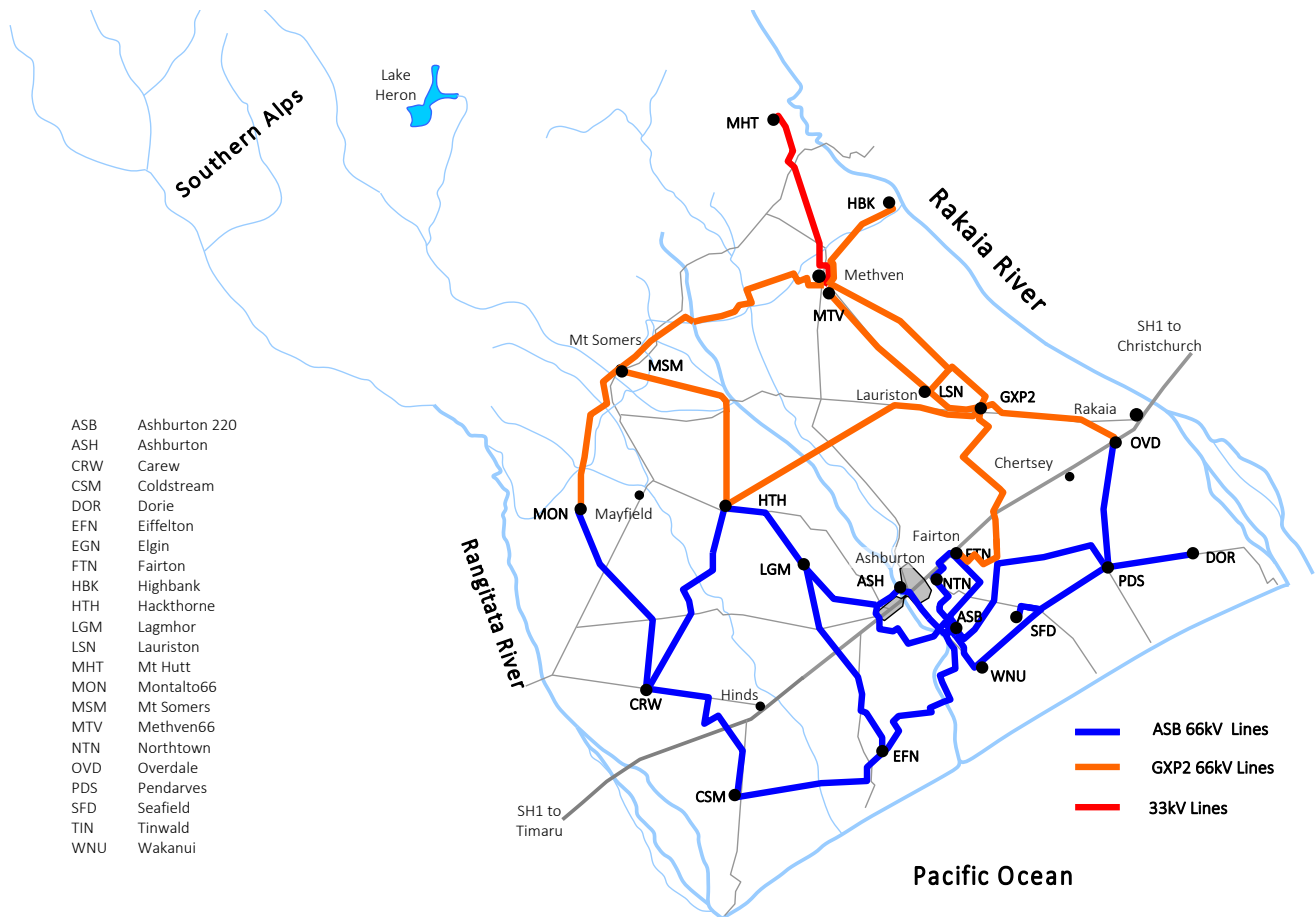 Lake
Heron
Southern Alps
MHT
HBK
Rakaia River
Methven
MTV
SH1 to
Christchurch
Mt Somers
MSM
LSN
GXP2
Lauriston
Rakaia
OVD
Chertsey
HTH
MON
Mayfield
Fairton
FTN
Ashburton
DOR
LGM
ASH
NTN
PDS
Rangitata River
ASB
SFD
WNU
CRW
Hinds
EFN
CSM
SH1 to
Timaru
ASB Ashburton 220
ASH Ashburton
CRW Carew
CSM Coldstream
DOR Dorie
EFN Eiffelton
EGN Elgin
FTN Fairton
HBK Highbank
HTH Hackthorne
LGM Lagmhor
LSN Lauriston
MHT Mt Hutt
MON Montalto66
MSM Mt Somers
MTV Methven66
NTN Northtown
OVD Overdale
PDS Pendarves
SFD Seafield
TIN Tinwald
WNU Wakanui
ASB 66kV Lines
GXP2 66kV Lines
33kV Lines
Pacific Ocean